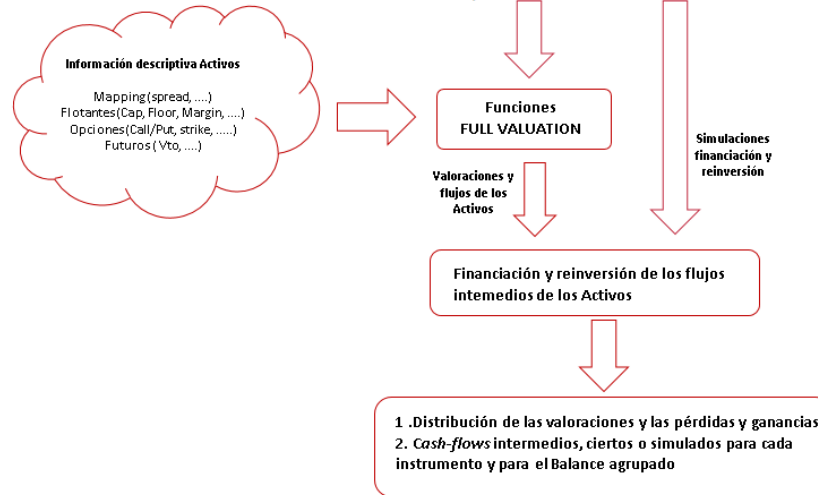 Información descriptiva Activos
Mapping(spread, ....)
Flotantes(Cap, Floor, Margin, ....)
Opciones(Call/Put, strike, .....)
Futuros ( Vto, ....)
Funciones
FULL VALUATION
Simulaciones
financiación y
reinversión
Valoraciones y
flujos de los
Activos
Financiación y reinversión de los flujos
intemedios de los Activos
1 .Distribución de las valoraciones y las pérdidas y ganancias
2. Cash-flows intermedios, ciertos o simulados para cada
instrumento y para el Balance agrupado